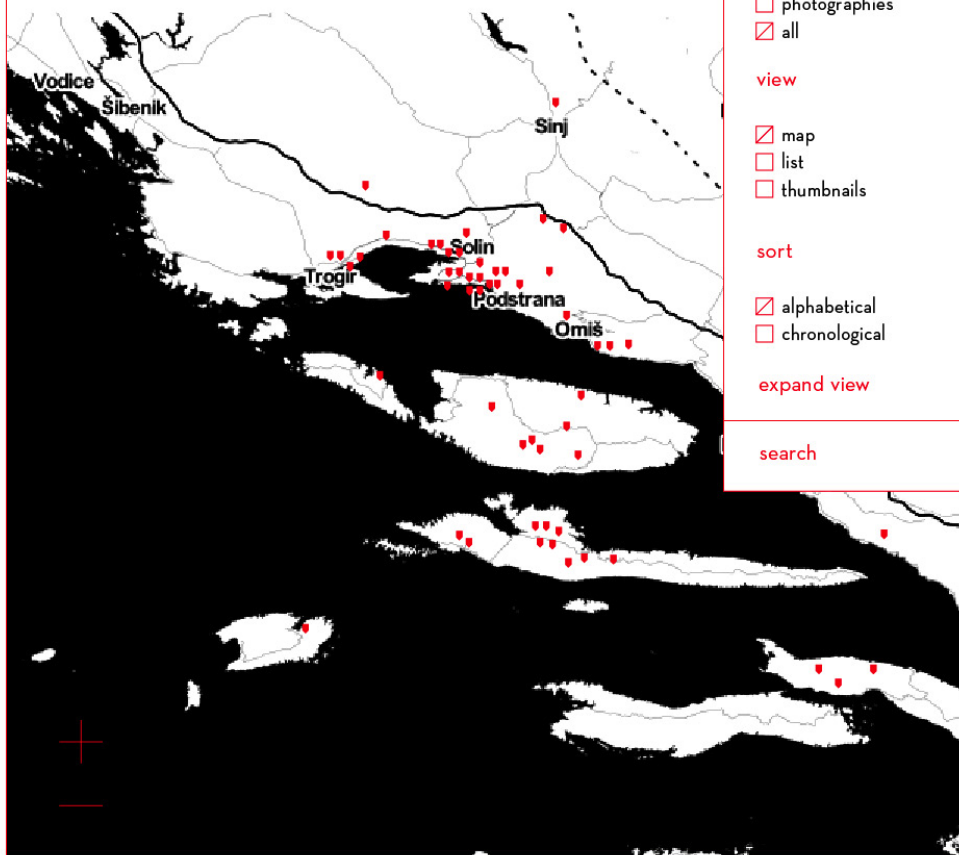 photographies
all
view
map
list
thumbnails
sort
alphabetical
chronological
expand view
search
Vodice
Šibenik
Sinj
Solin
Trogir
Podstrana
Omiš